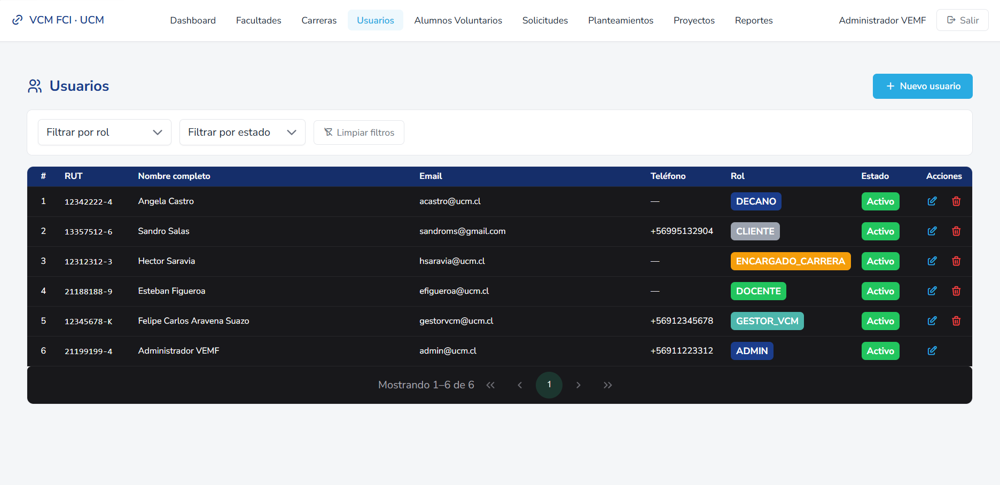 VCM FCI · UCM Dashboard Facultades Carreras Usuarios Alumnos Voluntarios Solicitudes Planteamientos Proyectos Reportes Administrador VEMF Salir
Usuarios
+ Nuevo usuario
Filtrar por rol Filtrar por estado Limpiar filtros
# RUT Nombre completo Email Teléfono Rol Estado Acciones
1 12342222-4 Angela Castro acastro@ucm.cl — DECANO Activo
2 13357512-6 Sandro Salas sandroms@gmail.com +56995132904 CLIENTE Activo
3 12312312-3 Hector Saravia hsaravia@ucm.cl — ENCARGADO_CARRERA Activo
4 21188188-9 Esteban Figueroa efigueroa@ucm.cl — DOCENTE Activo
5 12345678-K Felipe Carlos Aravena Suazo gestorvcm@ucm.cl +56912345678 GESTOR_VCM Activo
6 21199199-4 Administrador VEMF admin@ucm.cl +56911223312 ADMIN Activo
Mostrando 1–6 de 6 « ‹ 1 › »